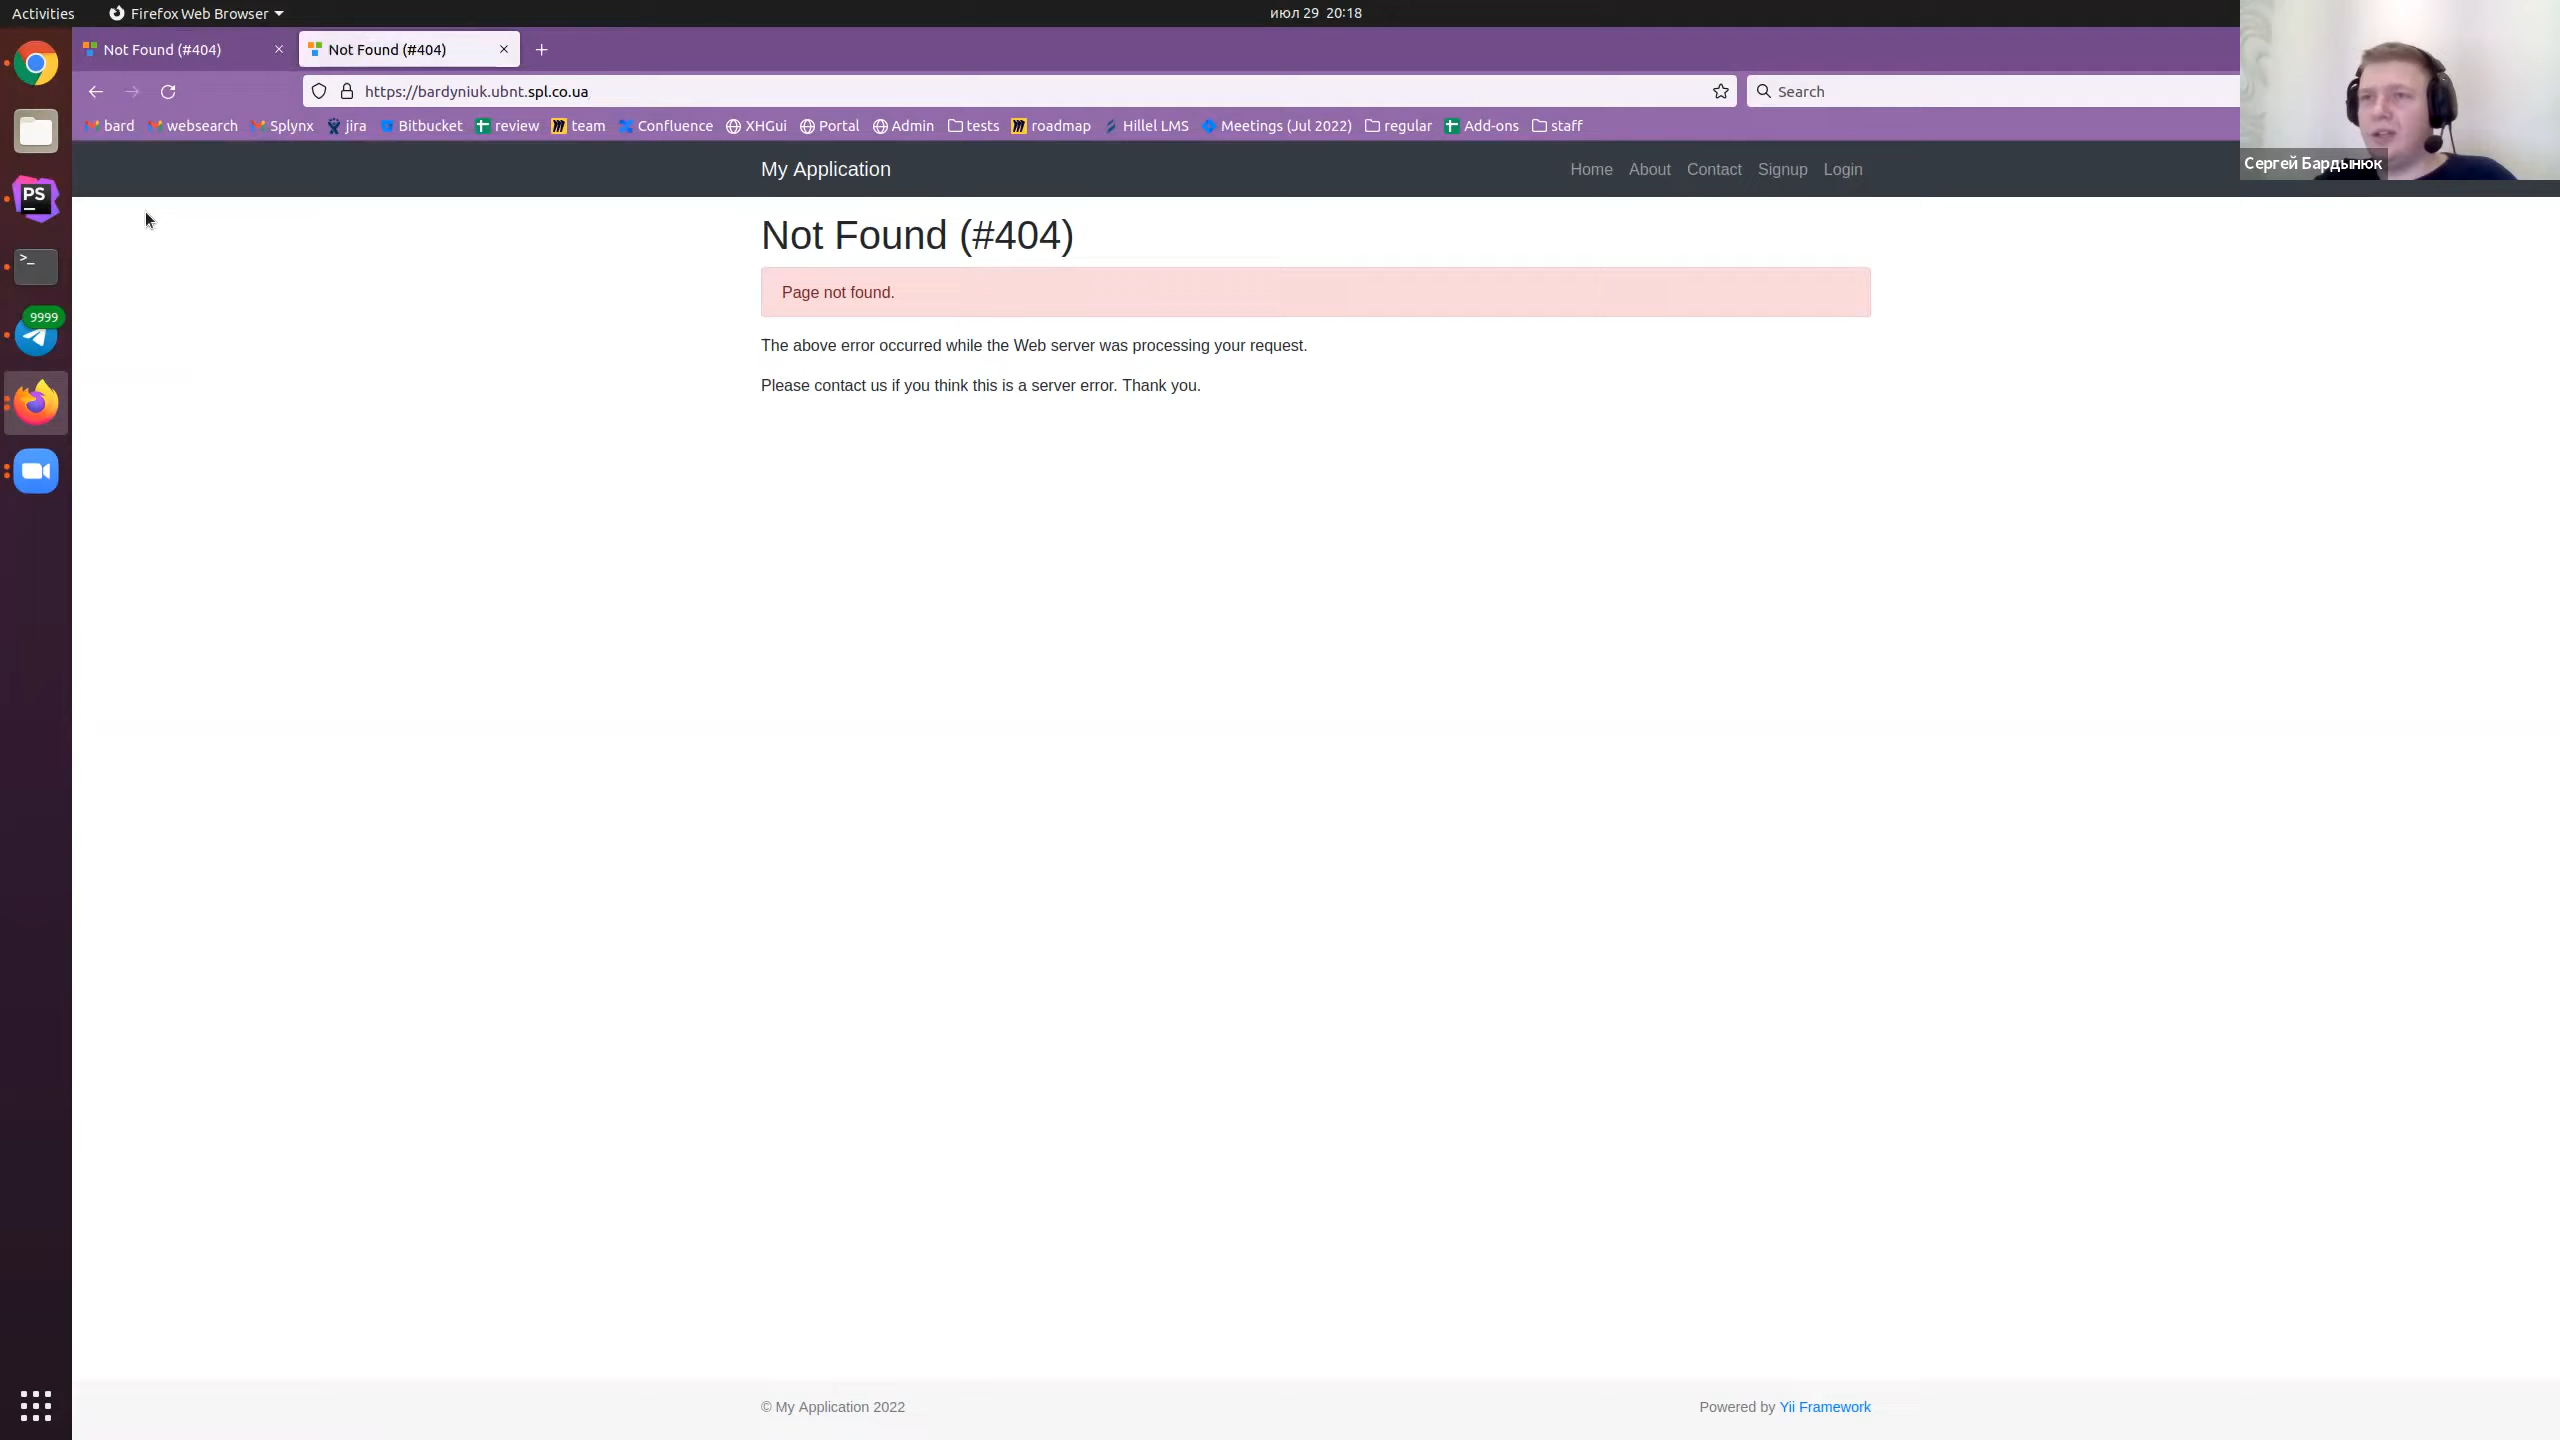 Activities
Firefox Web Browser
июл 29 20:18
Not Found (#404)
Not Found (#404)
https://bardyniuk.ubnt.spl.co.ua
Search
bard
websearch
Splynx
jira
Bitbucket
review
team
Confluence
XHGui
Portal
Admin
tests
roadmap
Hillel LMS
Meetings (Jul 2022)
regular
Add-ons
staff
Сергей Бардынюк
My Application
Home
About
Contact
Signup
Login
PS
>_
9999
Not Found (#404)
Page not found.
The above error occurred while the Web server was processing your request.
Please contact us if you think this is a server error. Thank you.
© My Application 2022
Powered by Yii Framework